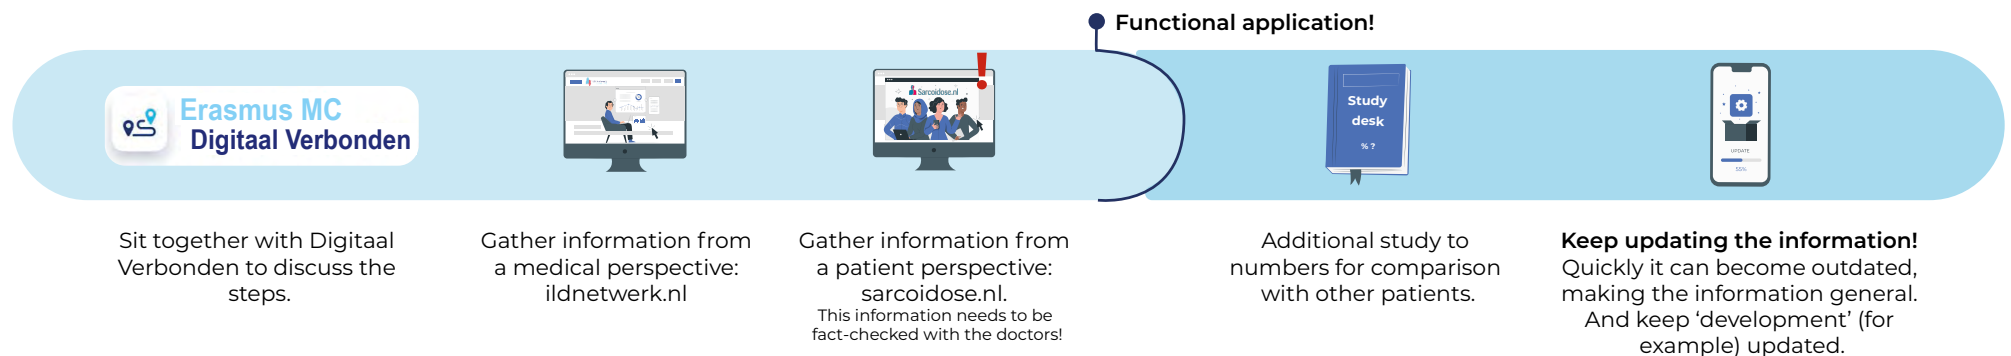 Functional application!
Erasmus MC
Digitaal Verbonden
Sarcoidose.nl
Study
desk
% ?
UPDATE
55%
Sit together with Digitaal
Verbonden to discuss the
steps.
Gather information from
a medical perspective:
ildnetwerk.nl
Gather information from
a patient perspective:
sarcoidose.nl.
This information needs to be
fact-checked with the doctors!
Additional study to
numbers for comparison
with other patients.
Keep updating the information!
Quickly it can become outdated,
making the information general.
And keep ‘development’ (for
example) updated.